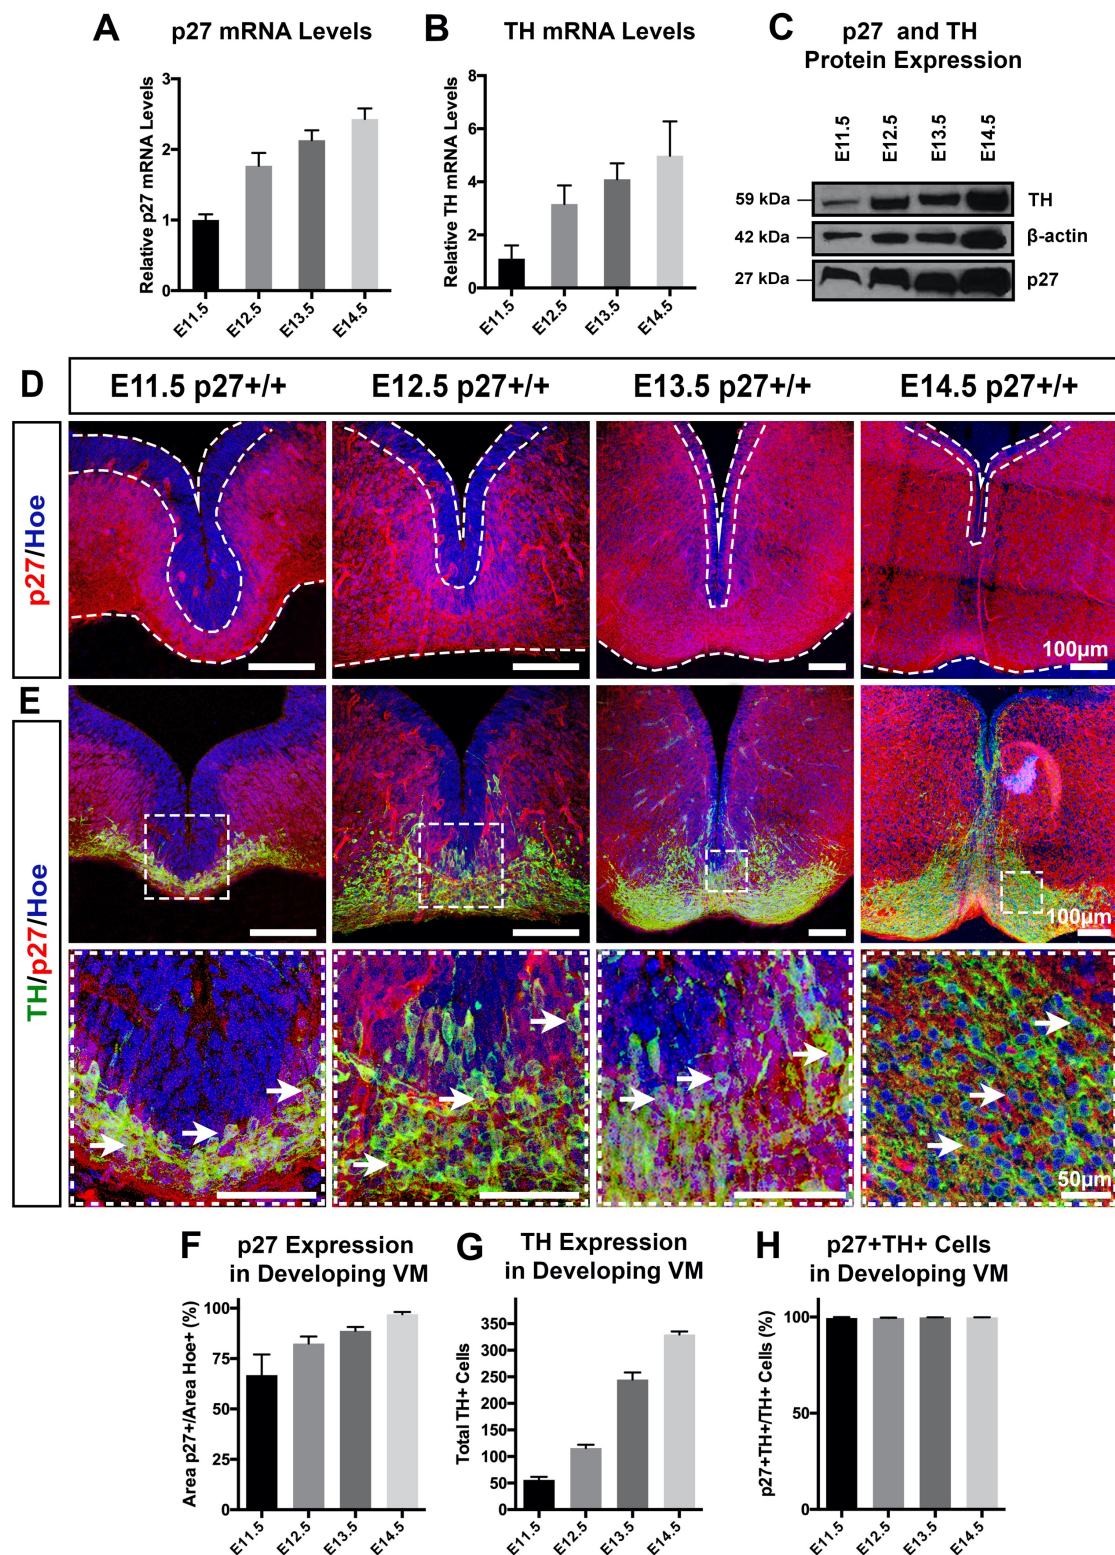 A
p27 mRNA Levels
Relative p27 mRNA Levels
3
2
1
0
E11.5
E12.5
E13.5
E14.5
B
TH mRNA Levels
Relative TH mRNA Levels
8
6
4
2
0
E11.5
E12.5
E13.5
E14.5
C
p27 and TH
Protein Expression
E11.5
E12.5
E13.5
E14.5
59 kDa
TH
42 kDa
β-actin
27 kDa
p27
D
E11.5 p27+/+
E12.5 p27+/+
E13.5 p27+/+
E14.5 p27+/+
p27/Hoe
100µm
E
TH/p27/Hoe
100µm
50µm
F
p27 Expression
in Developing VM
Area p27+/Area Hoe+ (%)
100
75
50
25
0
E11.5
E12.5
E13.5
E14.5
G
TH Expression
in Developing VM
Total TH+ Cells
350
300
250
200
150
100
50
0
E11.5
E12.5
E13.5
E14.5
H
p27+TH+ Cells
in Developing VM
p27+TH+/TH+ Cells (%)
100
50
0
E11.5
E12.5
E13.5
E14.5